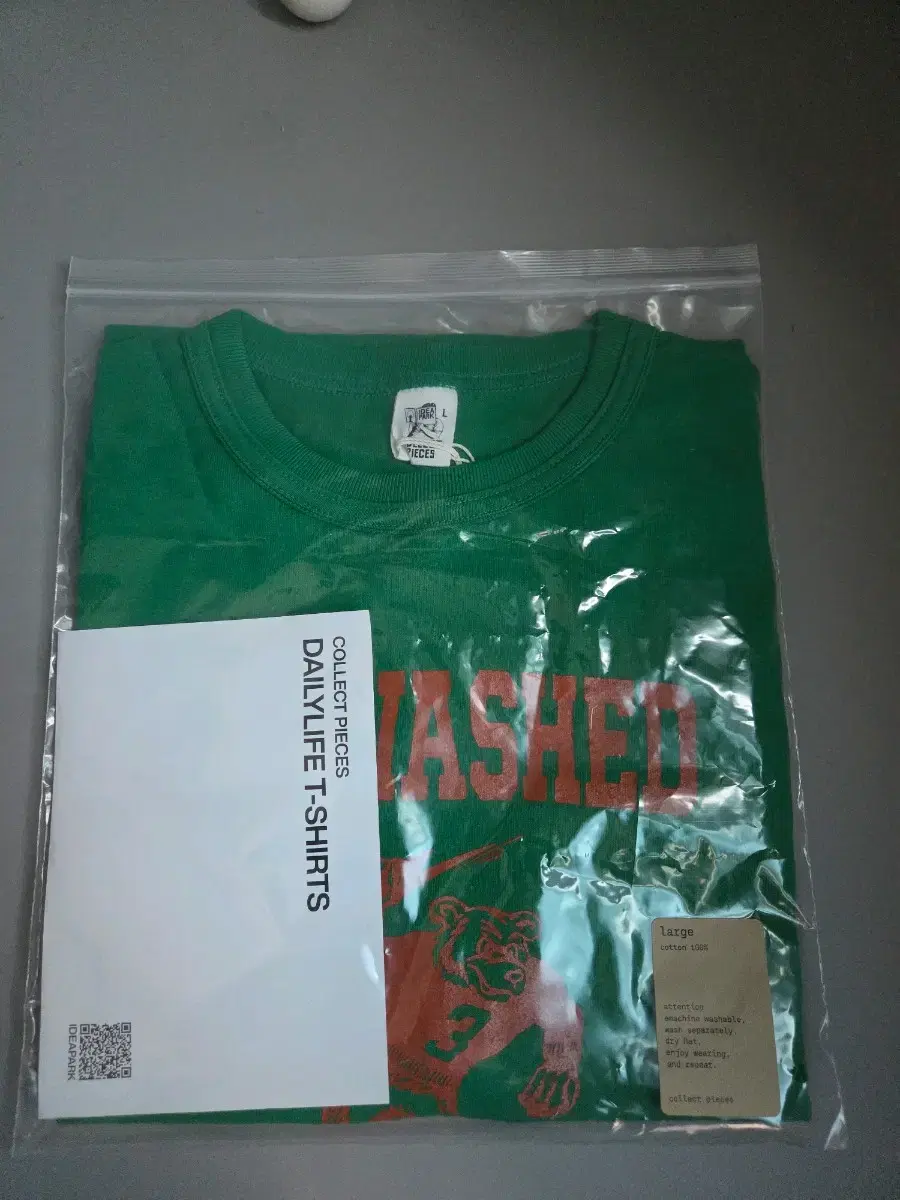 IDEA
PARK
L
PIECES
COLLECT PIECES
DAILYLIFE T-SHIRTS
IDEAPARK
WASHED
3
large
cotton 100%
attention
emachine washable,
wash separately.
dry flat.
enjoy wearing,
and repeat.
collect pieces